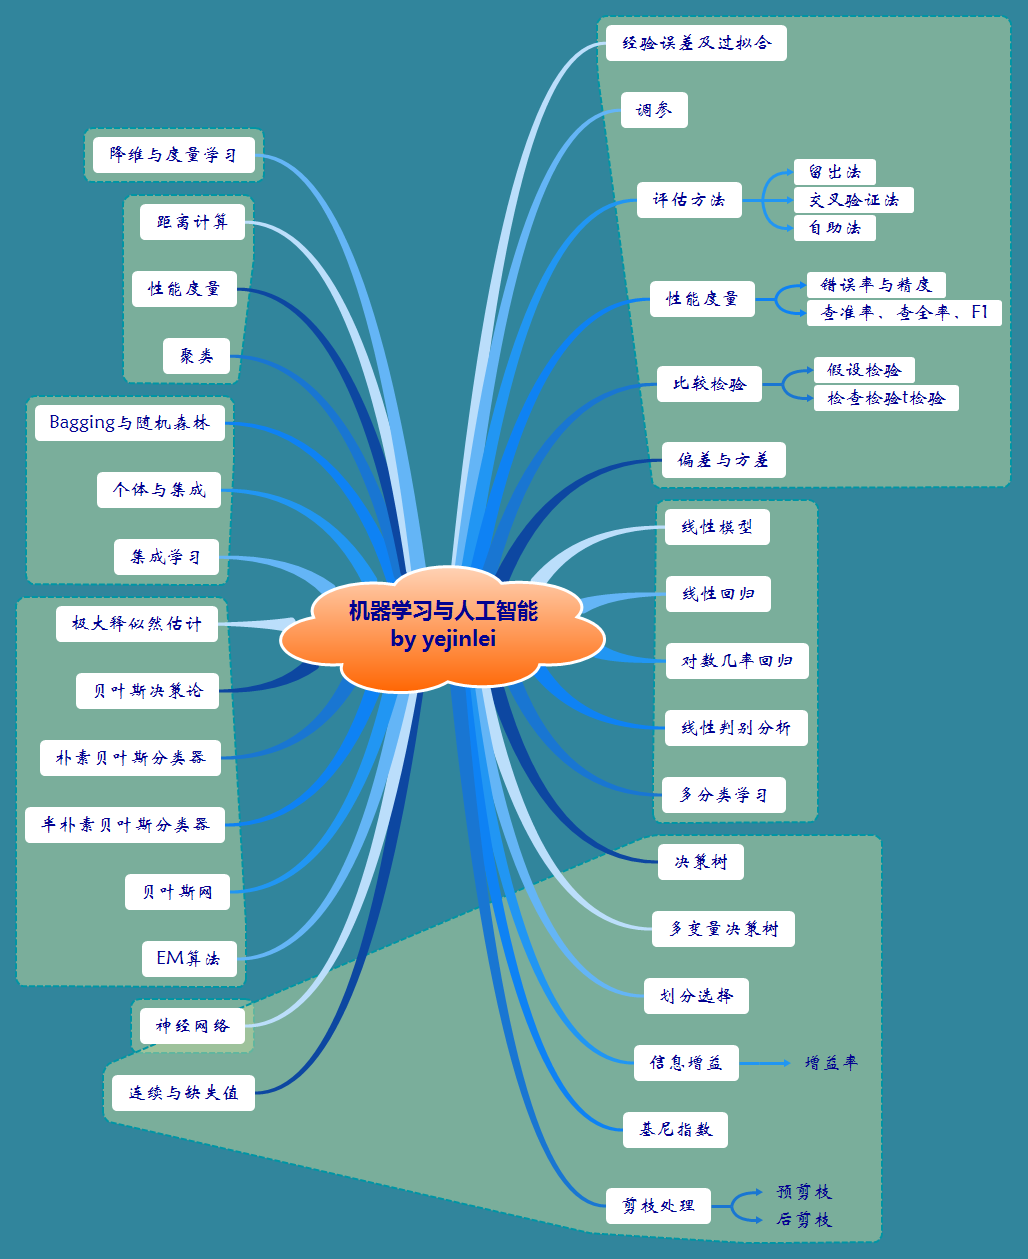 机器学习与人工智能
by yejinlei
经验误差及过拟合
调参
评估方法
留出法
交叉验证法
自助法
性能度量
错误率与精度
查准率、查全率、F1
比较检验
假设检验
检查检验t检验
偏差与方差
线性模型
线性回归
对数几率回归
线性判别分析
多分类学习
决策树
多变量决策树
划分选择
信息增益
增益率
基尼指数
剪枝处理
预剪枝
后剪枝
降维与度量学习
距离计算
性能度量
聚类
Bagging与随机森林
个体与集成
集成学习
极大释似然估计
贝叶斯决策论
朴素贝叶斯分类器
半朴素贝叶斯分类器
贝叶斯网
EM算法
神经网络
连续与缺失值